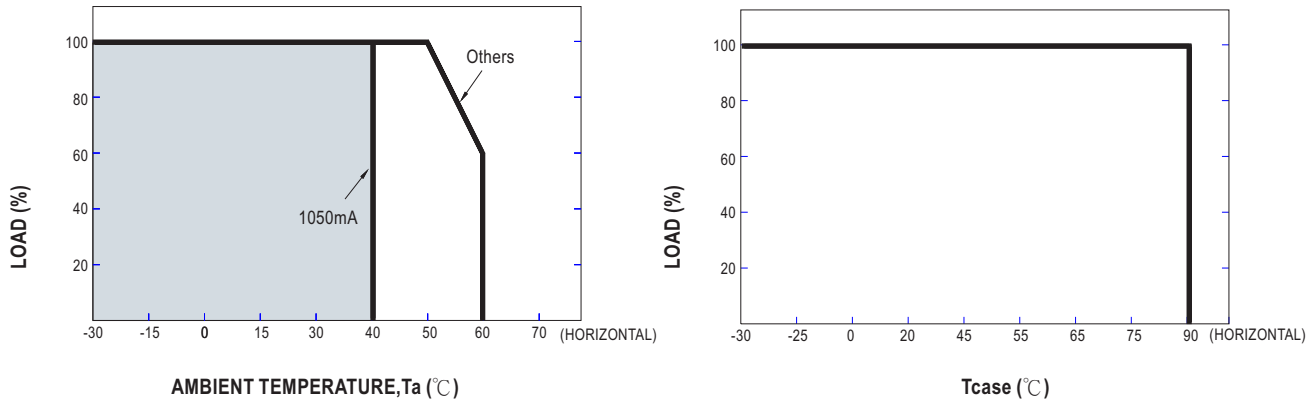 100
80
60
40
20
LOAD (%)
Others
1050mA
-30 -15 0 15 30 40 50 60 70 (HORIZONTAL)
AMBIENT TEMPERATURE,Ta (℃)
100
80
60
40
20
LOAD (%)
-30 -25 0 20 45 55 65 75 90 (HORIZONTAL)
Tcase (℃)